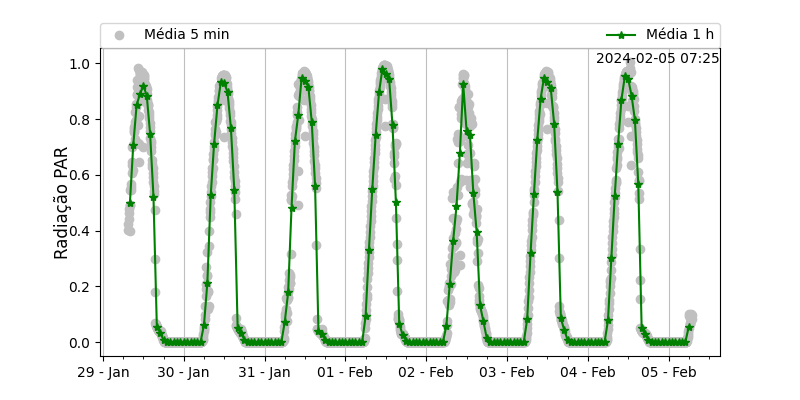 Média 5 min
Média 1 h
2024-02-05 07:25
Radiação PAR
1.0
0.8
0.6
0.4
0.2
0.0
29 - Jan
30 - Jan
31 - Jan
01 - Feb
02 - Feb
03 - Feb
04 - Feb
05 - Feb